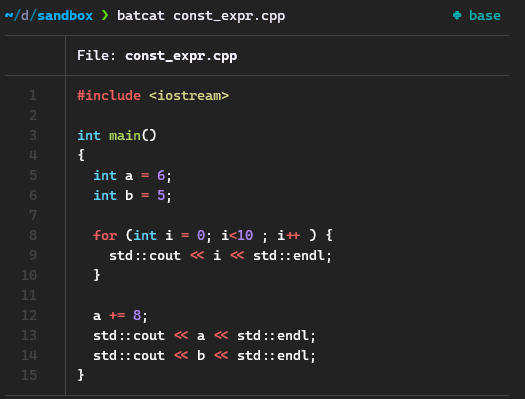 ~/d/sandbox ❯ batcat const_expr.cpp base
File: const_expr.cpp
1 #include <iostream>
2
3 int main()
4 {
5   int a = 6;
6   int b = 5;
7
8   for (int i = 0; i<10 ; i++ ) {
9     std::cout << i << std::endl;
10   }
11
12   a += 8;
13   std::cout << a << std::endl;
14   std::cout << b << std::endl;
15 }